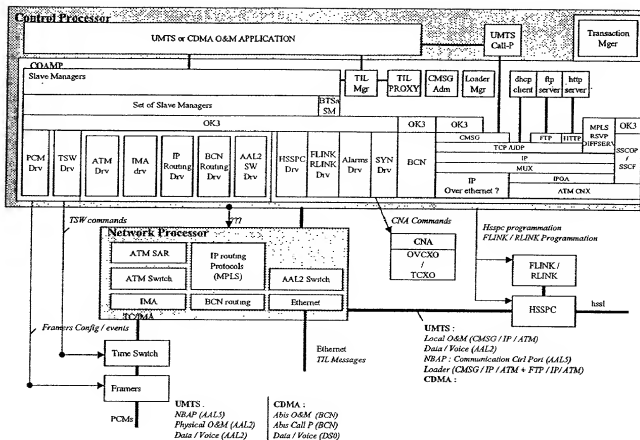 Control Processor
UMTS or CDMA O&M APPLICATION
UMTS
Call-P
Transaction
Mger
COAMP
Slave Managers
TIL
Mgr
TIL
PROXY
CMSG
Adm
Loader
Mgr
dhcp
client
ftp
server
http
server
Set of Slave Managers
BTSs
SM
OK3
OK3
OK3
MPLS
RSVP
DIFFSERV
OK3
CMSG
FTP
HTTP
TCP/UDP
IP
MUX
SSCOP
/
SSCF
PCM
Drv
TSW
Drv
ATM
Drv
IMA
drv
IP
Routing
Drv
BCN
Routing
Drv
AAL2
SW
Drv
HSSPC
Drv
FLINK
RLINK
Drv
Alarms
Drv
SYN
Drv
BCN
IP
Over ethernet ?
IPOA
ATM CNX
TSW commands
???
CNA Commands
Hsspc programming
FLINK / RLINK Programmation
Network Processor
ATM SAR
IP routing
Protocols
(MPLS)
ATM Switch
AAL2 Switch
IMA
BCN routing
Ethernet
TC/IMA
CNA
OVCXO
/
TCXO
FLINK /
RLINK
HSSPC
hssl
Framers Config / events
Time Switch
Framers
PCMs
Ethernet
TIL Messages
UMTS :
Local O&M (CMSG / IP / ATM)
Data / Voice (AAL2)
NBAP : Communication Ctrl Port (AAL5)
Loader (CMSG / IP / ATM + FTP / IP / ATM)
CDMA :
UMTS :
NBAP (AAL5)
Physical O&M (AAL2)
Data / Voice (AAL2)
CDMA :
Abis O&M (BCN)
Abus Call P (BCN)
Data / Voice (DS0)